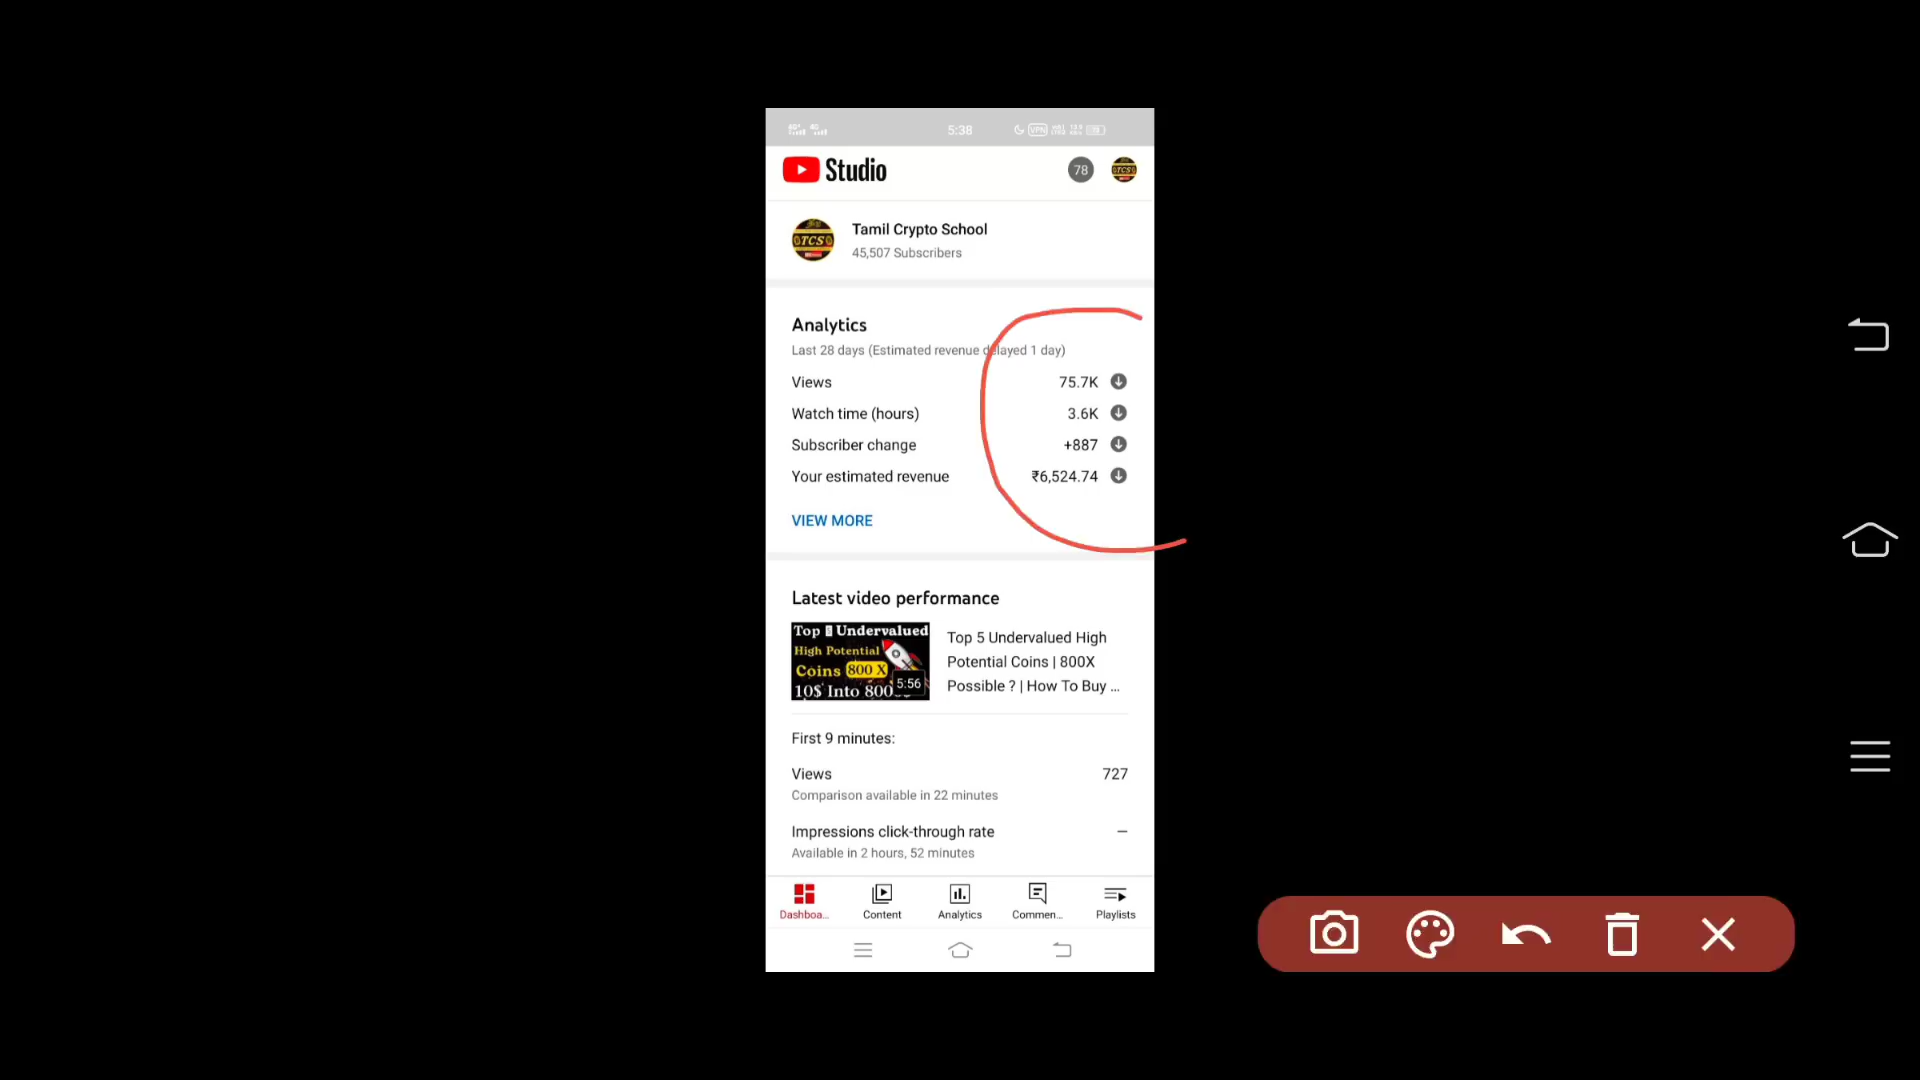 5:38
VPN
Studio
78
TCS
TCS
Tamil Crypto School
45,507 Subscribers
Analytics
Last 28 days (Estimated revenue delayed 1 day)
Views 75.7K
Watch time (hours) 3.6K
Subscriber change +887
Your estimated revenue ₹6,524.74
VIEW MORE
Latest video performance
Top 5 Undervalued
High Potential
Coins 800 X
5:56
10$ Into
Top 5 Undervalued High
Potential Coins | 800X
Possible ? | How To Buy ...
First 9 minutes:
Views 727
Comparison available in 22 minutes
Impressions click-through rate –
Available in 2 hours, 52 minutes
Dashboa...
Content
Analytics
Commen...
Playlists